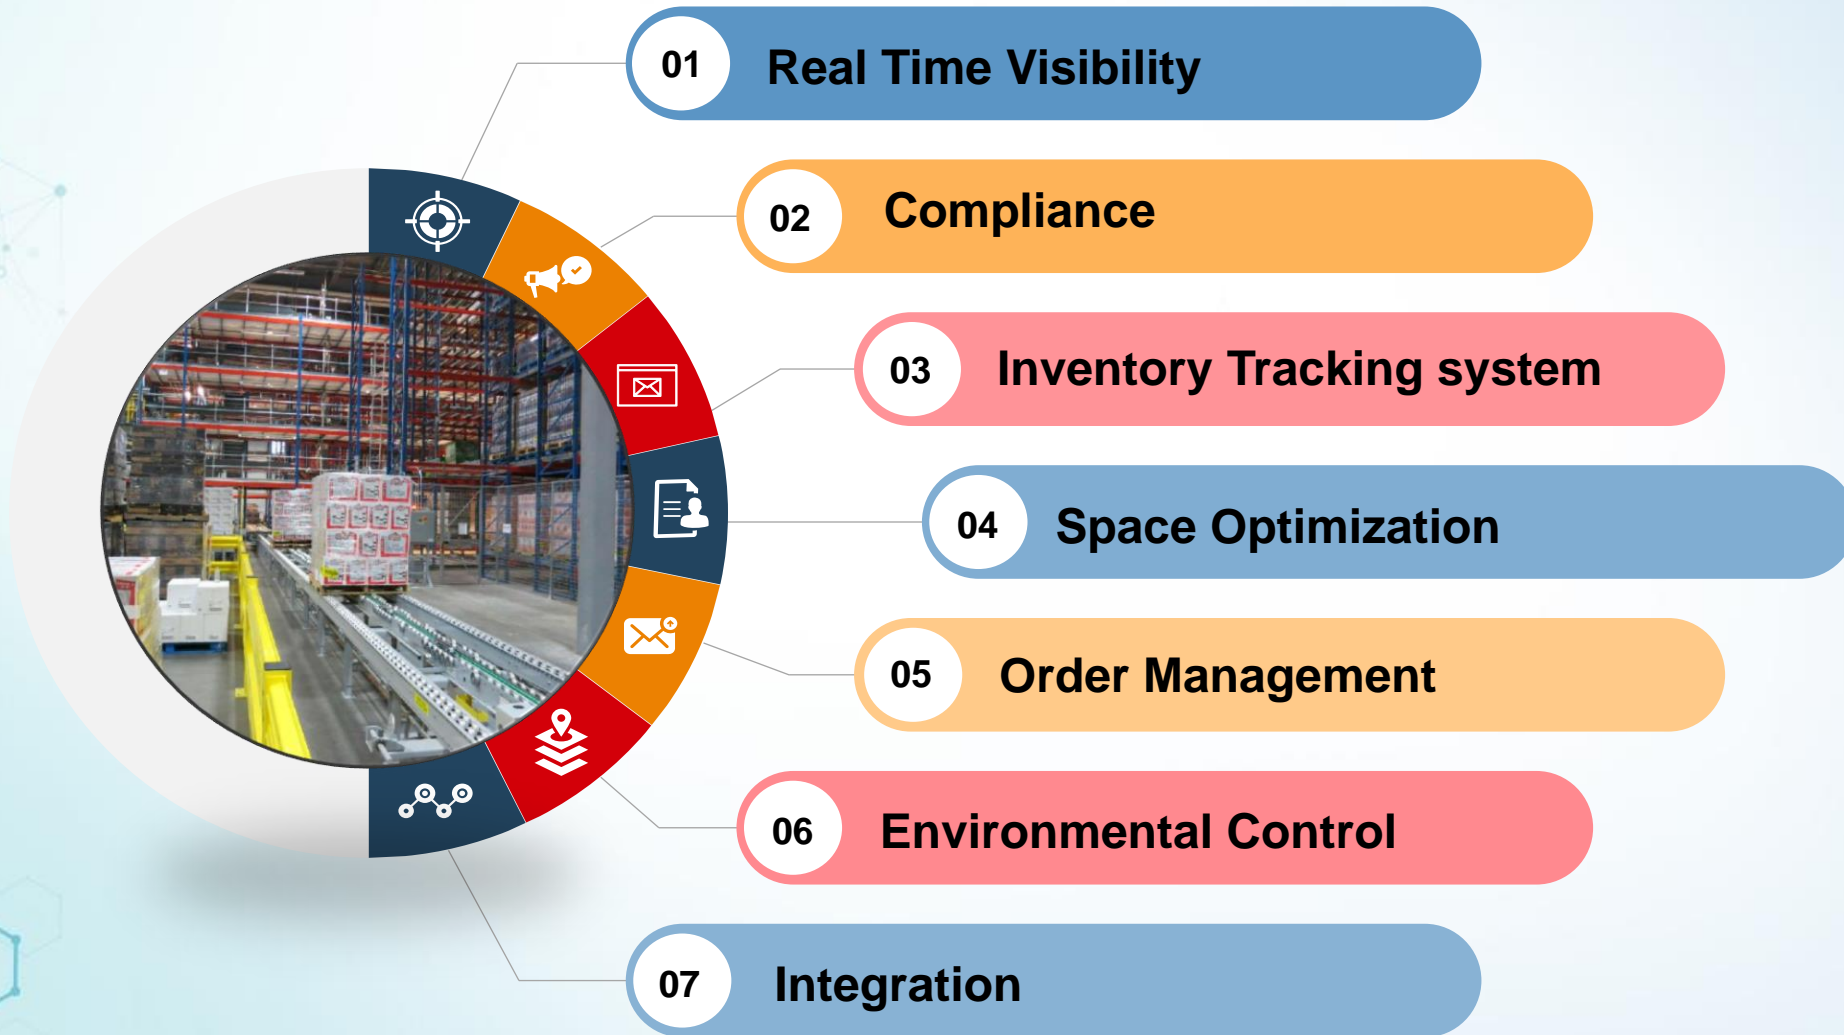 01
Real Time Visibility
02
Compliance
03
Inventory Tracking system
04
Space Optimization
05
Order Management
06
Environmental Control
07
Integration